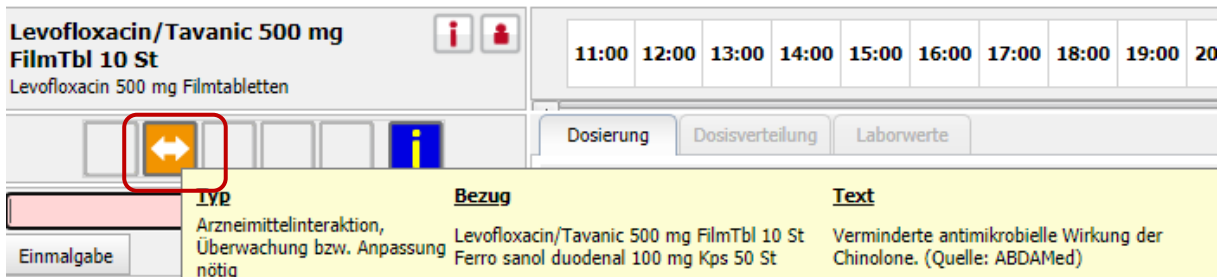 Levofloxacin/Tavanic 500 mg
FilmTbl 10 St
Levofloxacin 500 mg Filmtabletten
11:00 12:00 13:00 14:00 15:00 16:00 17:00 18:00 19:00 20
Dosierung Dosisverteilung Laborwerte
Typ Bezug Text
Arzneimittelinteraktion,
Überwachung bzw. Anpassung
nötig
Levofloxacin/Tavanic 500 mg FilmTbl 10 St
Ferro sanol duodenal 100 mg Kps 50 St
Verminderte antimikrobielle Wirkung der
Chinolone. (Quelle: ABDAMed)
Einmalgabe